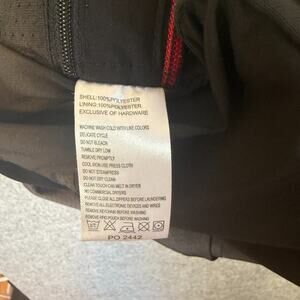 SHELL:100%POLYESTER
LINING:100%POLYESTER
EXCLUSIVE OF HARDWARE
MACHINE WASH COLD WITH LIKE COLORS
DELICATE CYCLE
DO NOT BLEACH
TUMBLE DRY LOW
REMOVE PROMPTLY
COOL IRON USE PRESS CLOTH
DO NOT STEAM/PRESS
DO NOT DRY CLEAN
CLEAR TOUCH CAN MELT IN DRYER
NO COMMERCIAL DRYERS
PLEASE CLOSE ALL ZIPPERS BEFORE LAUNDERING
REMOVE ALL ELECTRONIC DEVICES AND WIRES
REMOVE KEYCHAIN BEFORE WASHING
REMOVE POUCH BEFORE WASHING
PO 2442